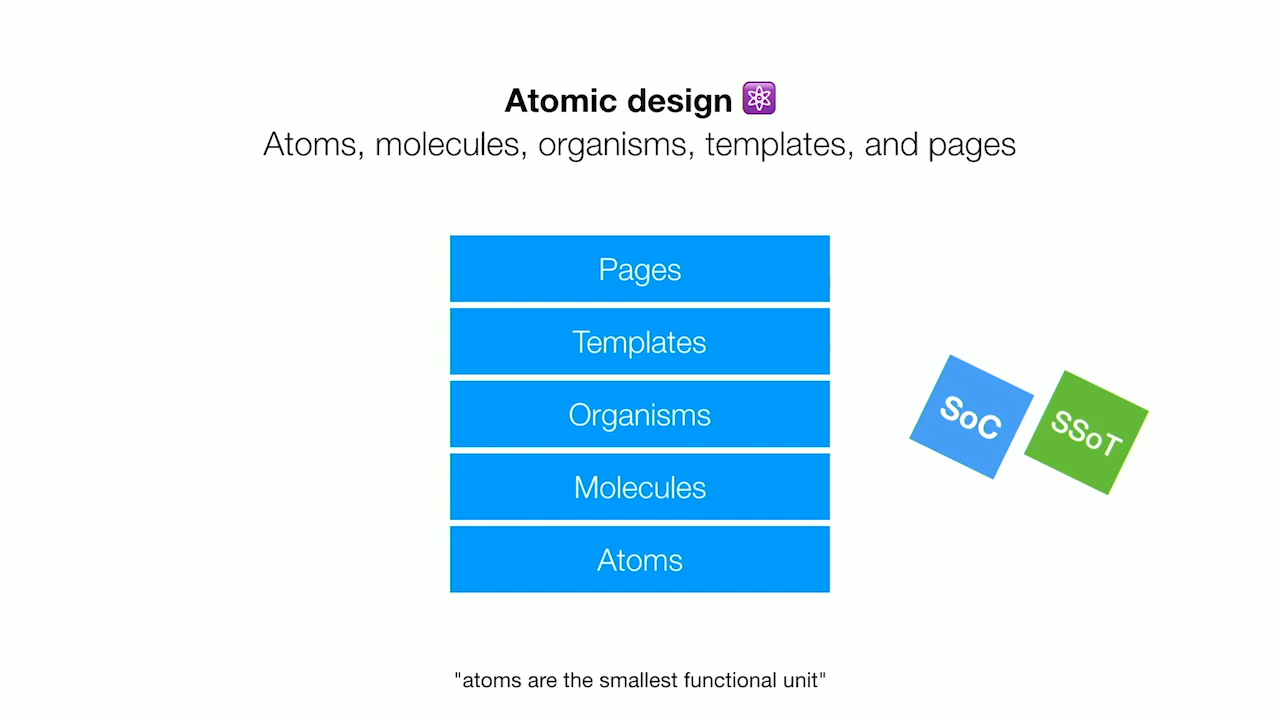 Atomic design ⚛️
Atoms, molecules, organisms, templates, and pages
Pages
Templates
Organisms
SoC
SSoT
Molecules
Atoms
"atoms are the smallest functional unit"